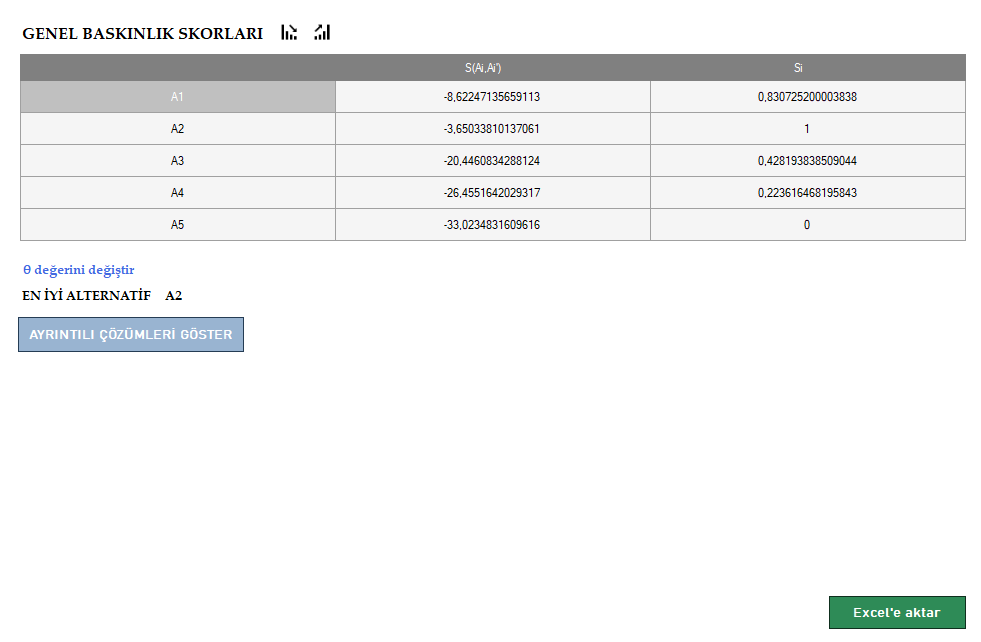 GENEL BASKINLIK SKORLARI
S(Ai,Ai') Si
A1 -8,62247135659113 0,830725200003838
A2 -3,65033810137061 1
A3 -20,4460834288124 0,428193838509044
A4 -26,4551642029317 0,223616468195843
A5 -33,0234831609616 0
θ değerini değiştir
EN İYİ ALTERNATİF A2
AYRINTILI ÇÖZÜMLERİ GÖSTER
Excel'e aktar